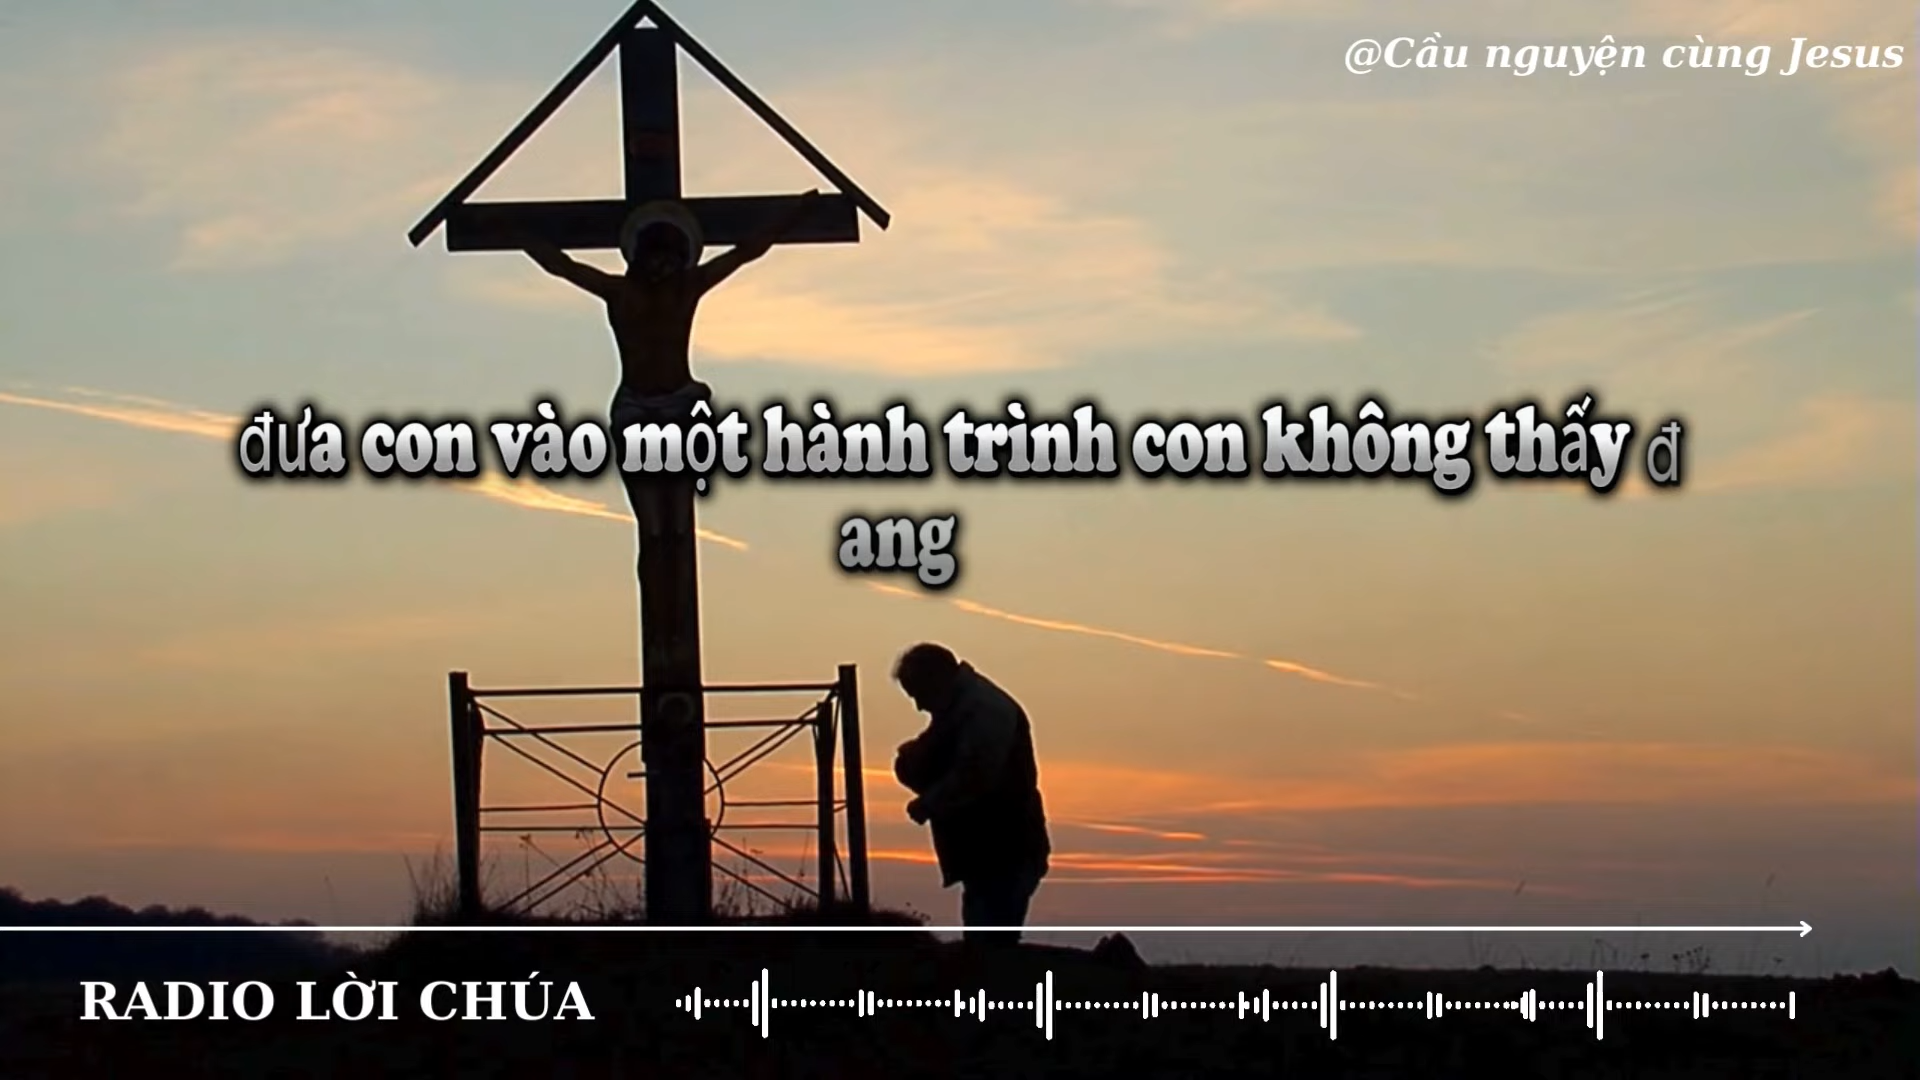 @Cầu nguyện cùng Jesus
đưa con vào một hành trình con không thấy đ
ang
RADIO LỜI CHÚA